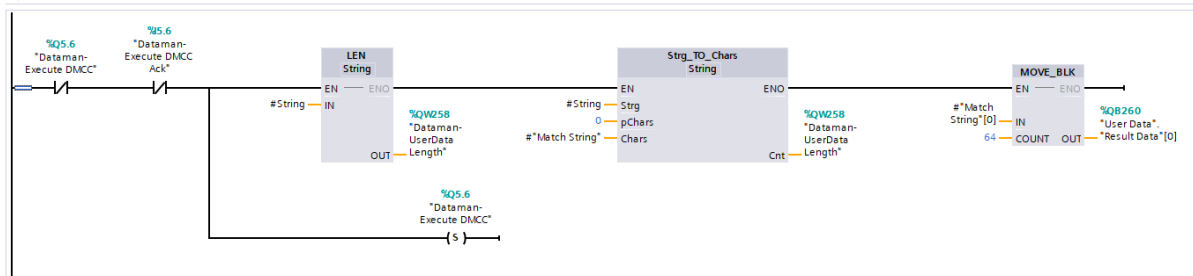 %Q5.6
"Dataman-
Execute DMCC"
%I5.6
"Dataman-
Execute DMCC
Ack"
LEN
String
EN
ENO
#String
IN
OUT
%QW258
"Dataman-
UserData
Length"
Strg_TO_Chars
String
EN
ENO
#String
Strg
0
pChars
#"Match String"
Chars
Cnt
%QW258
"Dataman-
UserData
Length"
MOVE_BLK
EN
ENO
#"Match
String"[0]
IN
64
COUNT
OUT
%QB260
"User Data".
"Result Data"[0]
%Q5.6
"Dataman-
Execute DMCC"
S